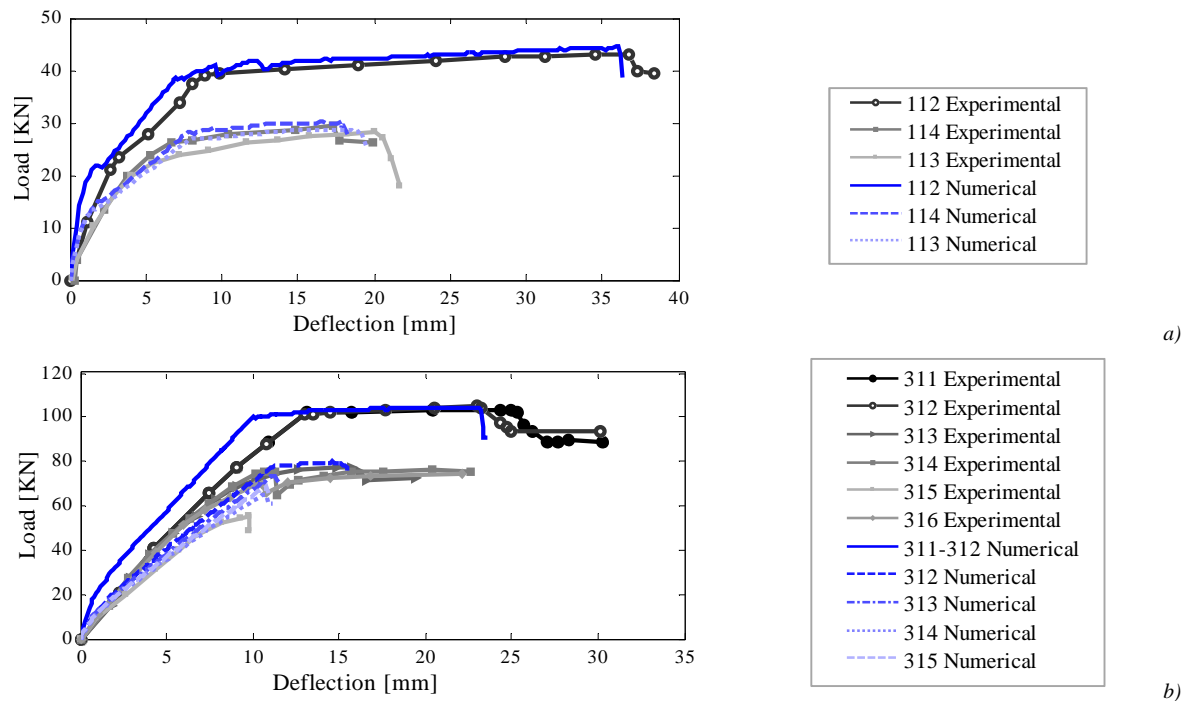 50
40
30
20
10
0
Load [KN]
0 5 10 15 20 25 30 35 40
Deflection [mm]
112 Experimental
114 Experimental
113 Experimental
112 Numerical
114 Numerical
113 Numerical
a)
120
100
80
60
40
20
0
Load [KN]
0 5 10 15 20 25 30 35
Deflection [mm]
311 Experimental
312 Experimental
313 Experimental
314 Experimental
315 Experimental
316 Experimental
311-312 Numerical
312 Numerical
313 Numerical
314 Numerical
315 Numerical
b)